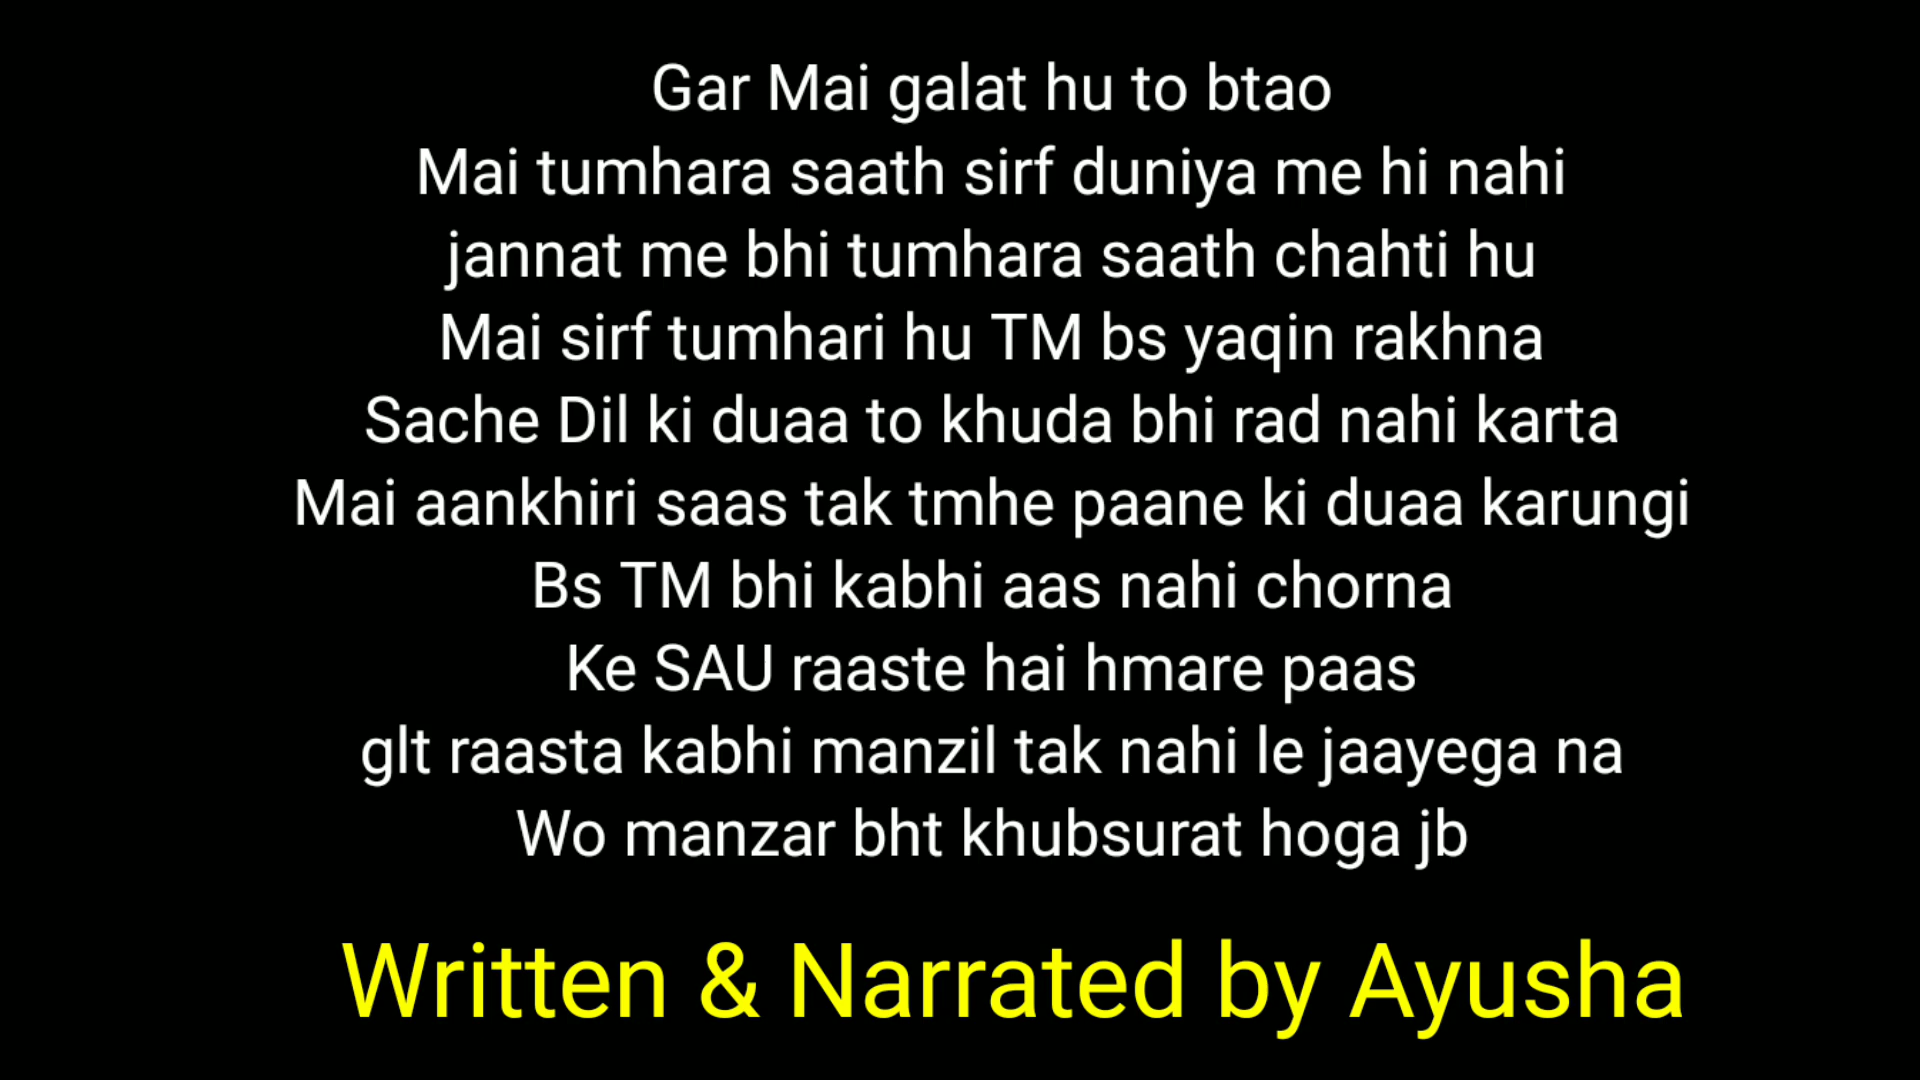 Gar Mai galat hu to btao
Mai tumhara saath sirf duniya me hi nahi
jannat me bhi tumhara saath chahti hu
Mai sirf tumhari hu TM bs yaqin rakhna
Sache Dil ki duaa to khuda bhi rad nahi karta
Mai aankhiri saas tak tmhe paane ki duaa karungi
Bs TM bhi kabhi aas nahi chorna
Ke SAU raaste hai hmare paas
glt raasta kabhi manzil tak nahi le jaayega na
Wo manzar bht khubsurat hoga jb
Written & Narrated by Ayusha